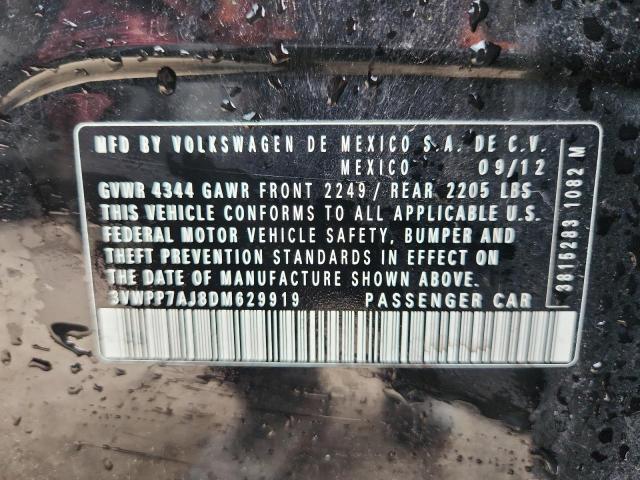 MFD BY VOLKSWAGEN DE MEXICO S.A. DE C.V.
MEXICO 09/12
GVWR 4344 GAWR FRONT 2249/ REAR 2205 LBS
THIS VEHICLE CONFORMS TO ALL APPLICABLE U.S.
FEDERAL MOTOR VEHICLE SAFETY, BUMPER AND
THEFT PREVENTION STANDARDS IN EFFECT ON
THE DATE OF MANUFACTURE SHOWN ABOVE.
3VWPP7AJ8DM629919 PASSENGER CAR
3615283 1082 M